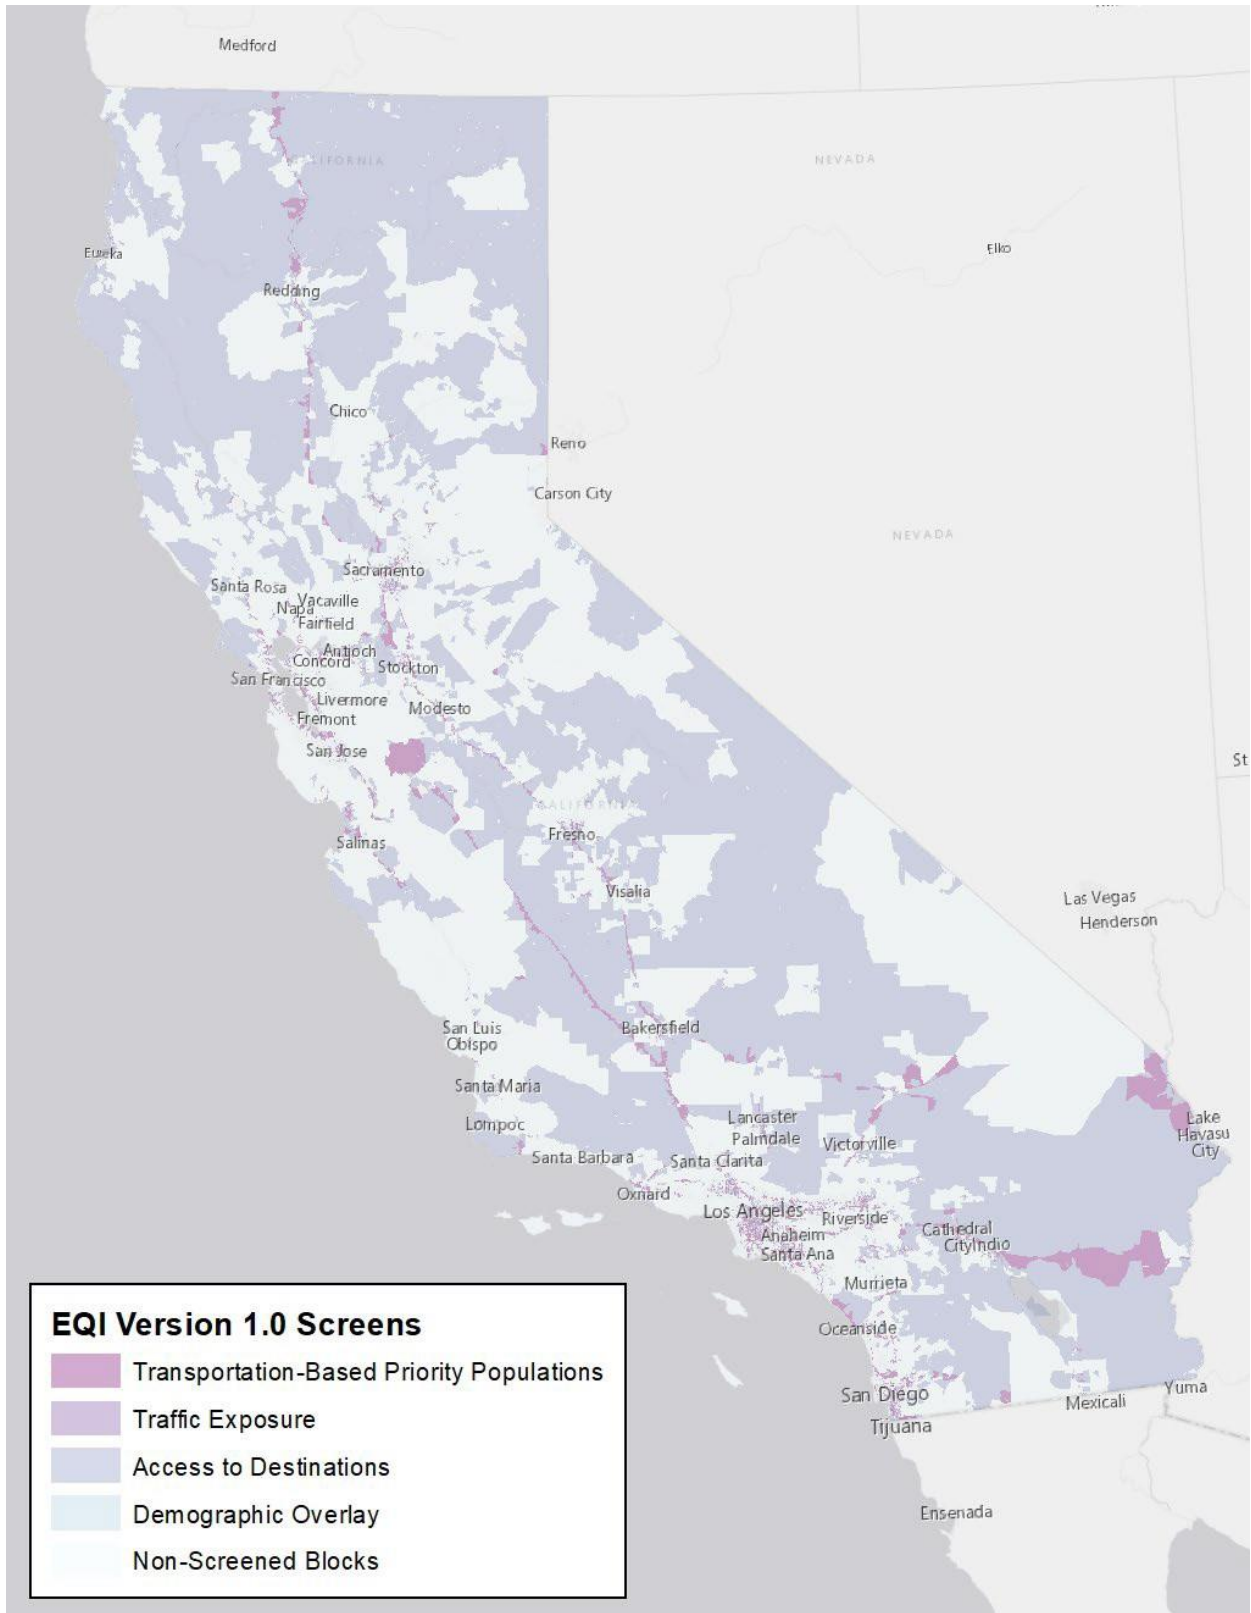 Medford
NEVADA
Eureka
Elko
Redding
Chico
Reno
Carson City
NEVADA
Sacramento
Santa Rosa
Napa
Vacaville
Fairfield
Antioch
Concord
Stockton
San Francisco
Livermore
Modesto
Fremont
San Jose
St
CALIFORNIA
Fresno
Salinas
Visalia
Las Vegas
Henderson
San Luis
Obispo
Bakersfield
Santa Maria
Lompoc
Lancaster
Palmdale
Victorville
Lake
Havasu
City
Santa Barbara
Santa Clarita
Oxnard
Los Angeles
Riverside
Anaheim
Santa Ana
Cathedral
City
Indio
Murrieta
Oceanside
San Diego
Tijuana
Mexicali
Yuma
Ensenada
EQI Version 1.0 Screens
Transportation-Based Priority Populations
Traffic Exposure
Access to Destinations
Demographic Overlay
Non-Screened Blocks